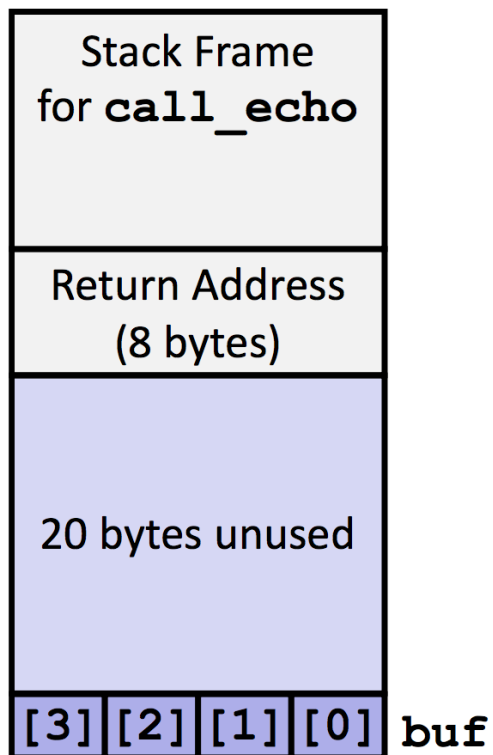 Stack Frame
for call_echo
Return Address
(8 bytes)
20 bytes unused
[3] [2] [1] [0] buf